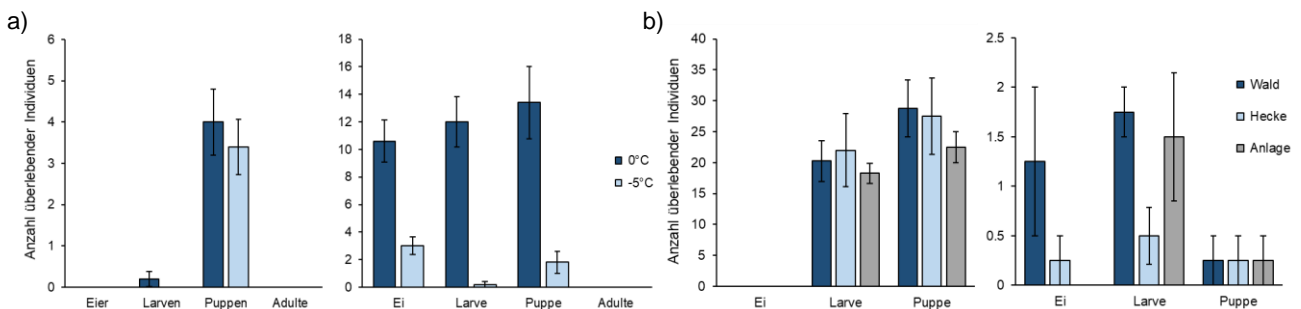 a)
Anzahl überlebender Individuen
6
5
4
3
2
1
0
Eier Larven Puppen Adulte
18
16
14
12
10
8
6
4
2
0
Ei Larve Puppe Adulte
0°C
-5°C
b)
Anzahl überlebender Individuen
40
35
30
25
20
15
10
5
0
Ei Larve Puppe
2.5
2
1.5
1
0.5
0
Ei Larve Puppe
Wald
Hecke
Anlage